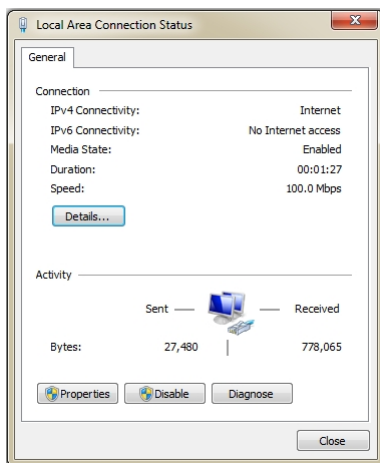 Local Area Connection Status
General
Connection
IPv4 Connectivity: Internet
IPv6 Connectivity: No Internet access
Media State: Enabled
Duration: 00:01:27
Speed: 100.0 Mbps
Details...
Activity
Sent Received
Bytes: 27,480 778,065
Properties Disable Diagnose
Close